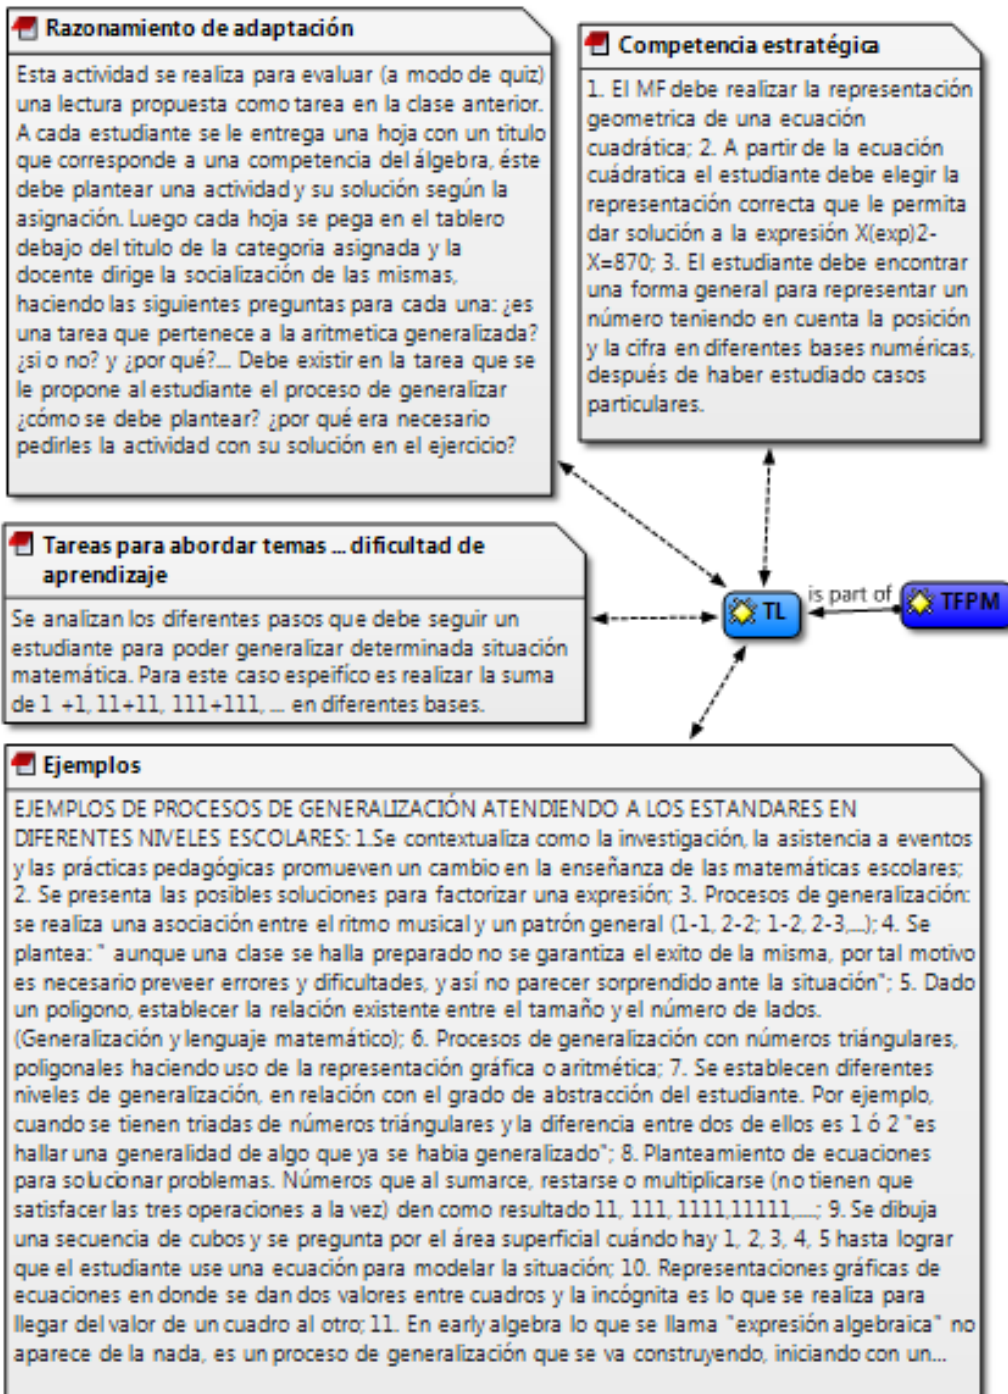 Razonamiento de adaptación
Esta actividad se realiza para evaluar (a modo de quiz)
una lectura propuesta como tarea en la clase anterior.
A cada estudiante se le entrega una hoja con un titulo
que corresponde a una competencia del álgebra, éste
debe plantear una actividad y su solución según la
asignación. Luego cada hoja se pega en el tablero
debajo del titulo de la categoria asignada y la
docente dirige la socialización de las mismas,
haciendo las siguientes preguntas para cada una: ¿es
una tarea que pertenece a la aritmetica generalizada?
¿si o no? y ¿por qué?... Debe existir en la tarea que se
le propone al estudiante el proceso de generalizar
¿cómo se debe plantear? ¿por qué era necesario
pedirles la actividad con su solución en el ejercicio?
Competencia estratégica
1. El MF debe realizar la representación
geometrica de una ecuación
cuadrática; 2. A partir de la ecuación
cuádratica el estudiante debe elegir la
representación correcta que le permita
dar solución a la expresión X(exp)2-
X=870; 3. El estudiante debe encontrar
una forma general para representar un
número teniendo en cuenta la posición
y la cifra en diferentes bases numéricas,
después de haber estudiado casos
particulares.
Tareas para abordar temas ... dificultad de
aprendizaje
Se analizan los diferentes pasos que debe seguir un
estudiante para poder generalizar determinada situación
matemática. Para este caso espeifíco es realizar la suma
de 1 +1, 11+11, 111+111, ... en diferentes bases.
TL
is part of
TFPM
Ejemplos
EJEMPLOS DE PROCESOS DE GENERALIZACIÓN ATENDIENDO A LOS ESTANDARES EN
DIFERENTES NIVELES ESCOLARES: 1.Se contextualiza como la investigación, la asistencia a eventos
y las prácticas pedagógicas promueven un cambio en la enseñanza de las matemáticas escolares;
2. Se presenta las posibles soluciones para factorizar una expresión; 3. Procesos de generalización:
se realiza una asociación entre el ritmo musical y un patrón general (1-1, 2-2; 1-2, 2-3,...); 4. Se
plantea: " aunque una clase se halla preparado no se garantiza el exito de la misma, por tal motivo
es necesario preveer errores y dificultades, y así no parecer sorprendido ante la situación"; 5. Dado
un poligono, establecer la relación existente entre el tamaño y el número de lados.
(Generalización y lenguaje matemático); 6. Procesos de generalización con números triángulares,
poligonales haciendo uso de la representación gráfica o aritmética; 7. Se establecen diferentes
niveles de generalización, en relación con el grado de abstracción del estudiante. Por ejemplo,
cuando se tienen triadas de números triángulares y la diferencia entre dos de ellos es 1 ó 2 "es
hallar una generalidad de algo que ya se habia generalizado"; 8. Planteamiento de ecuaciones
para solucionar problemas. Números que al sumarce, restarse o multiplicarse (no tienen que
satisfacer las tres operaciones a la vez) den como resultado 11, 111, 1111,11111,....; 9. Se dibuja
una secuencia de cubos y se pregunta por el área superficial cuándo hay 1, 2, 3, 4, 5 hasta lograr
que el estudiante use una ecuación para modelar la situación; 10. Representaciones gráficas de
ecuaciones en donde se dan dos valores entre cuadros y la incógnita es lo que se realiza para
llegar del valor de un cuadro al otro; 11. En early algebra lo que se llama "expresión algebraica" no
aparece de la nada, es un proceso de generalización que se va construyendo, iniciando con un...